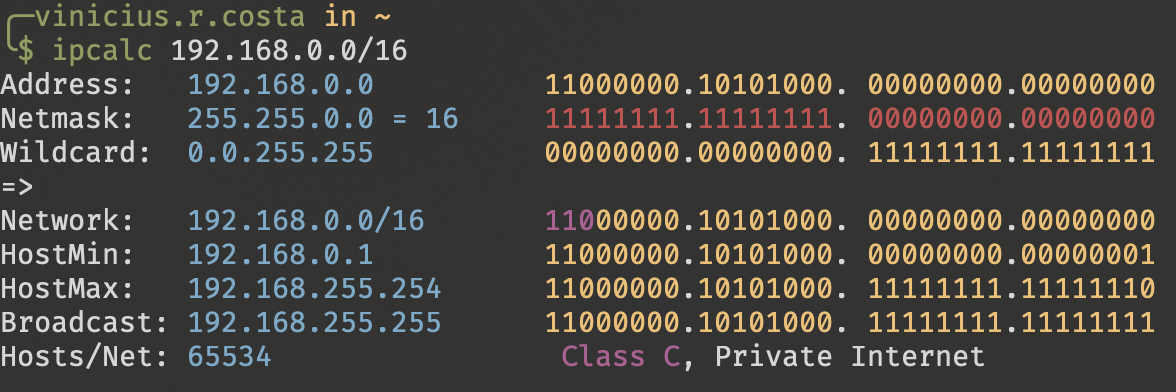 ╭─vinicius.r.costa in ~
╰$ ipcalc 192.168.0.0/16
Address:   192.168.0.0          11000000.10101000. 00000000.00000000
Netmask:   255.255.0.0 = 16     11111111.11111111. 00000000.00000000
Wildcard:  0.0.255.255          00000000.00000000. 11111111.11111111
=>
Network:   192.168.0.0/16       11000000.10101000. 00000000.00000000
HostMin:   192.168.0.1          11000000.10101000. 00000000.00000001
HostMax:   192.168.255.254      11000000.10101000. 11111111.11111110
Broadcast: 192.168.255.255      11000000.10101000. 11111111.11111111
Hosts/Net: 65534                 Class C, Private Internet